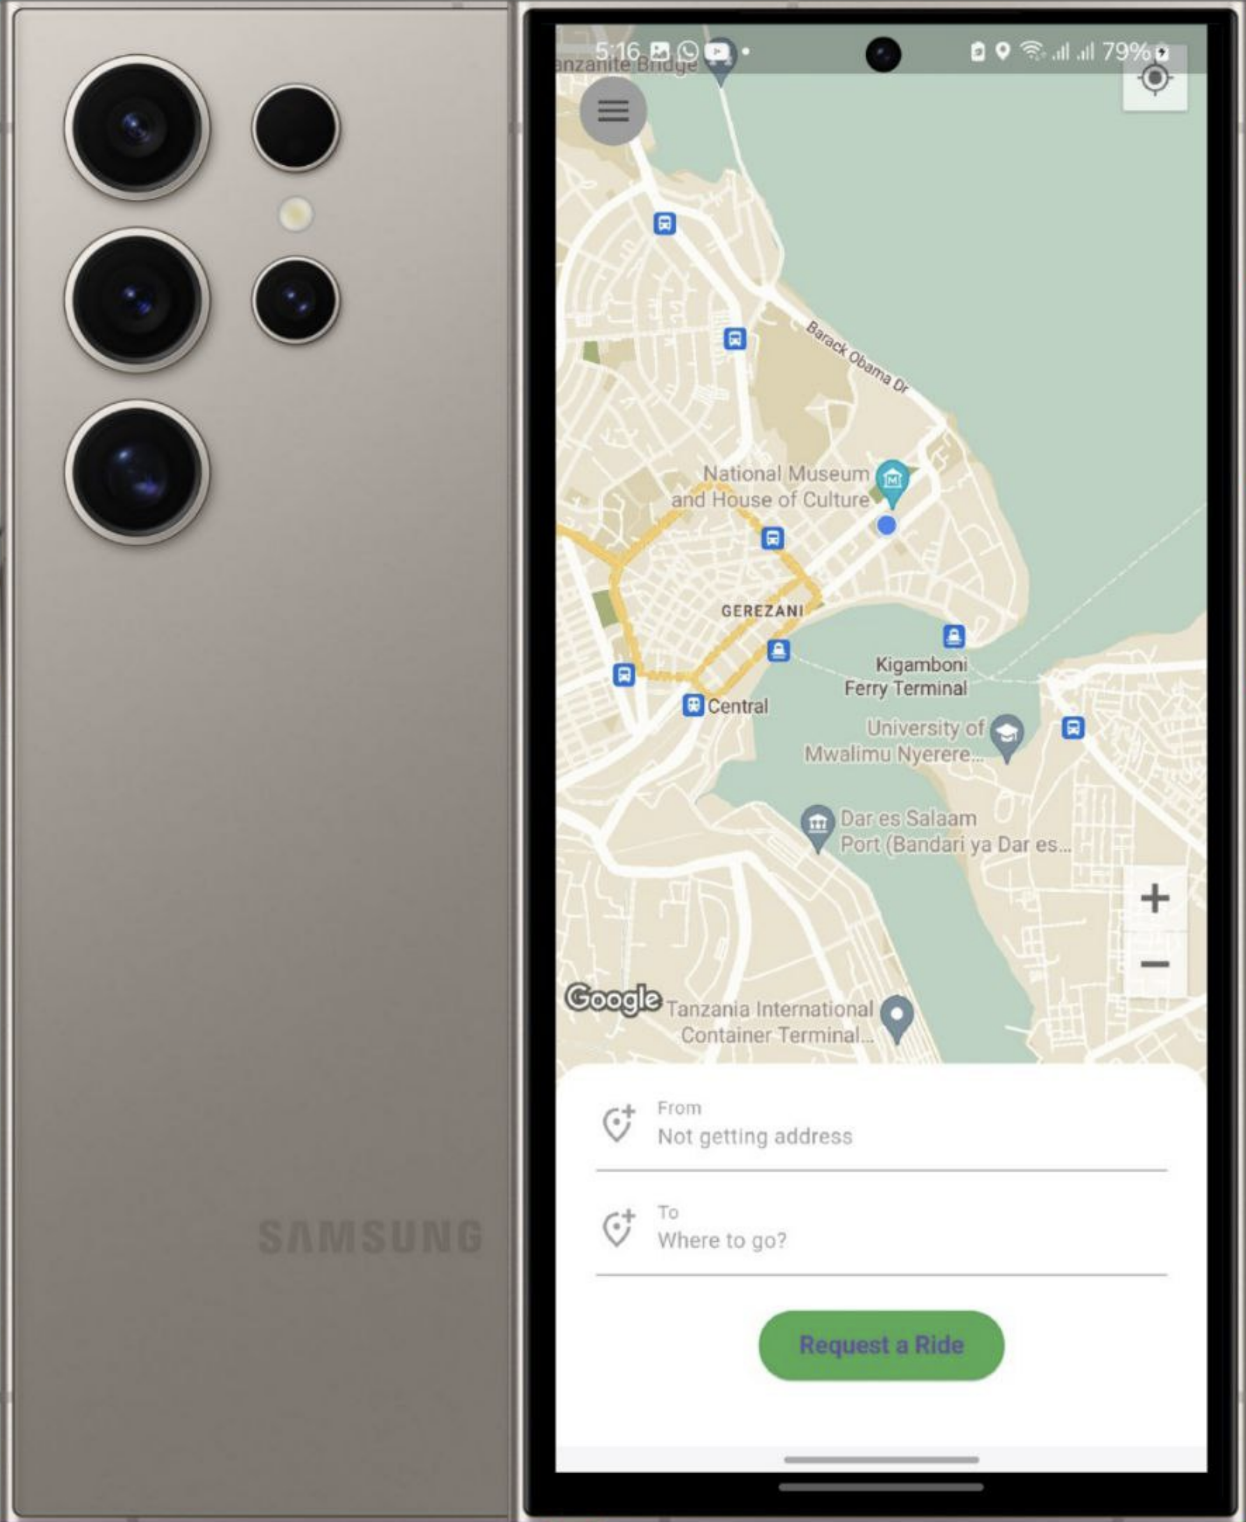 SAMSUNG
5:16
79%
anzanite Bridge
Barack Obama Dr
National Museum
and House of Culture
GEREZANI
Kigamboni
Ferry Terminal
Central
University of
Mwalimu Nyerere...
Dar es Salaam
Port (Bandari ya Dar es...
Google
Tanzania International
Container Terminal...
From
Not getting address
To
Where to go?
Request a Ride